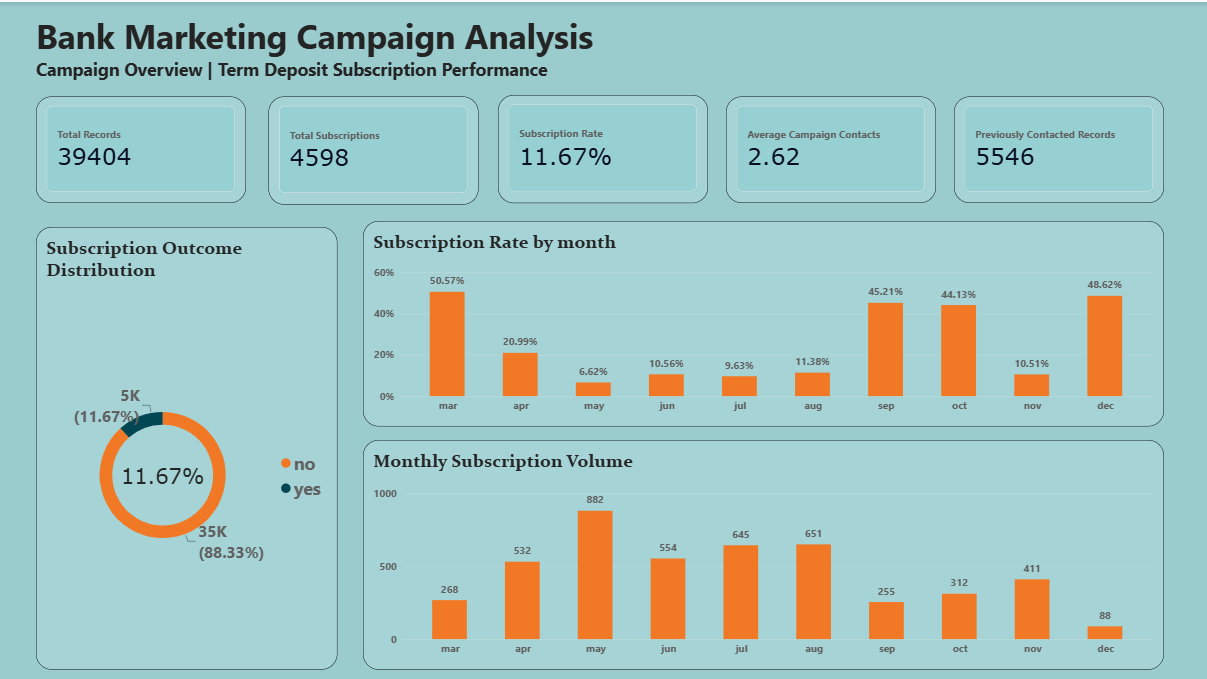 Bank Marketing Campaign Analysis
Campaign Overview | Term Deposit Subscription Performance
Total Records
39404
Total Subscriptions
4598
Subscription Rate
11.67%
Average Campaign Contacts
2.62
Previously Contacted Records
5546
Subscription Outcome
Distribution
5K
(11.67%)
11.67%
no
yes
35K
(88.33%)
Subscription Rate by month
60%
40%
20%
0%
50.57%
20.99%
6.62%
10.56%
9.63%
11.38%
45.21%
44.13%
10.51%
48.62%
mar apr may jun jul aug sep oct nov dec
Monthly Subscription Volume
1000
500
0
268
532
882
554
645
651
255
312
411
88
mar apr may jun jul aug sep oct nov dec